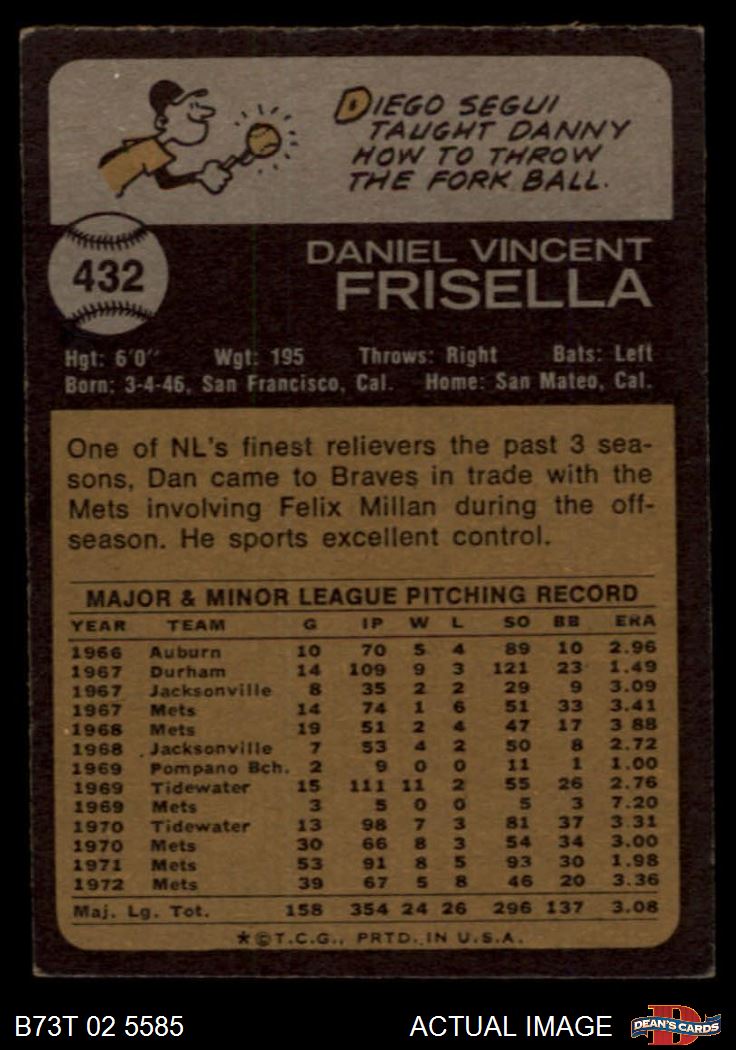 DIEGO SEGUI
TAUGHT DANNY
HOW TO THROW
THE FORK BALL.
432
DANIEL VINCENT
FRISELLA
Hgt: 6'0" Wgt: 195 Throws: Right Bats: Left
Born: 3-4-46, San Francisco, Cal. Home: San Mateo, Cal.
One of NL's finest relievers the past 3 sea-
sons, Dan came to Braves in trade with the
Mets involving Felix Millan during the off-
season. He sports excellent control.
MAJOR & MINOR LEAGUE PITCHING RECORD
YEAR TEAM G IP W L SO BB ERA
1966 Auburn 10 70 5 4 89 10 2.96
1967 Durham 14 109 9 3 121 23 1.49
1967 Jacksonville 8 35 2 2 29 9 3.09
1967 Mets 14 74 1 6 51 33 3.41
1968 Mets 19 51 2 4 47 17 3 88
1968 Jacksonville 7 53 4 2 50 8 2.72
1969 Pompano Bch. 2 9 0 0 11 1 1.00
1969 Tidewater 15 111 11 2 55 26 2.76
1969 Mets 3 5 0 0 5 3 7.20
1970 Tidewater 13 98 7 3 81 37 3.31
1970 Mets 30 66 8 3 54 34 3.00
1971 Mets 53 91 8 5 93 30 1.98
1972 Mets 39 67 5 8 46 20 3.36
Maj. Lg. Tot. 158 354 24 26 296 137 3.08
*©T.C.G., PRTD. IN U.S.A.
B73T 02 5585 ACTUAL IMAGE DEAN'S CARDS